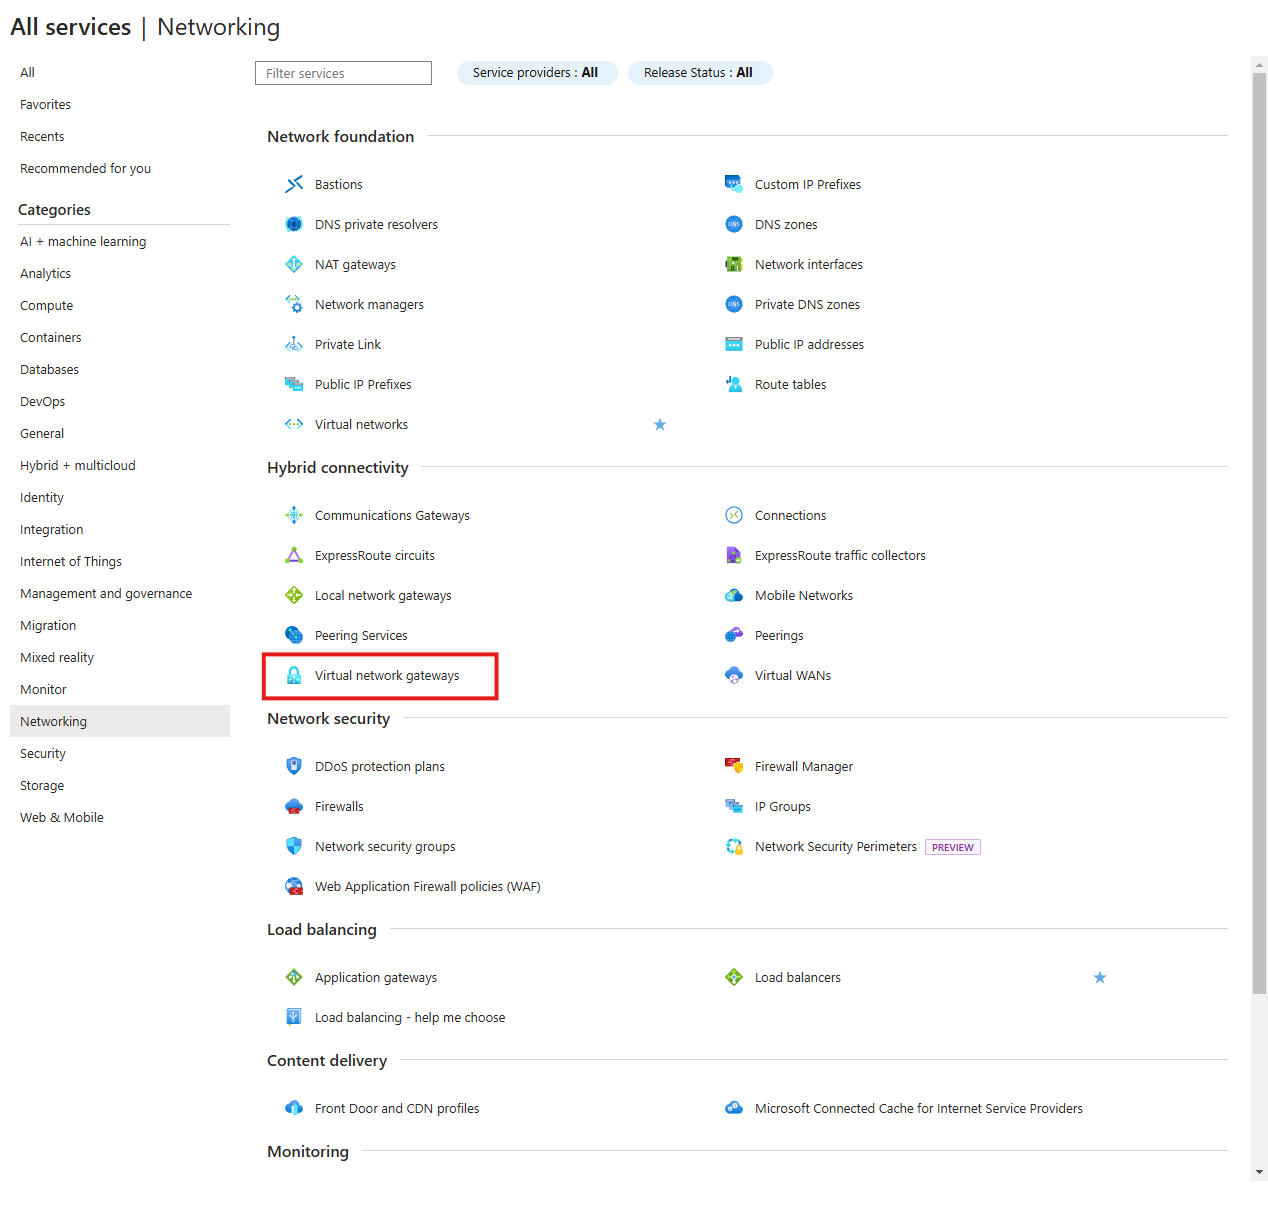 All services | Networking
All
Favorites
Recents
Recommended for you
Categories
AI + machine learning
Analytics
Compute
Containers
Databases
DevOps
General
Hybrid + multicloud
Identity
Integration
Internet of Things
Management and governance
Migration
Mixed reality
Monitor
Networking
Security
Storage
Web & Mobile
Filter services
Service providers : All
Release Status : All
Network foundation
Bastions
Custom IP Prefixes
DNS private resolvers
DNS zones
NAT gateways
Network interfaces
Network managers
Private DNS zones
Private Link
Public IP addresses
Public IP Prefixes
Route tables
Virtual networks
Hybrid connectivity
Communications Gateways
Connections
ExpressRoute circuits
ExpressRoute traffic collectors
Local network gateways
Mobile Networks
Peering Services
Peerings
Virtual network gateways
Virtual WANs
Network security
DDoS protection plans
Firewall Manager
Firewalls
IP Groups
Network security groups
Network Security Perimeters PREVIEW
Web Application Firewall policies (WAF)
Load balancing
Application gateways
Load balancers
Load balancing - help me choose
Content delivery
Front Door and CDN profiles
Microsoft Connected Cache for Internet Service Providers
Monitoring